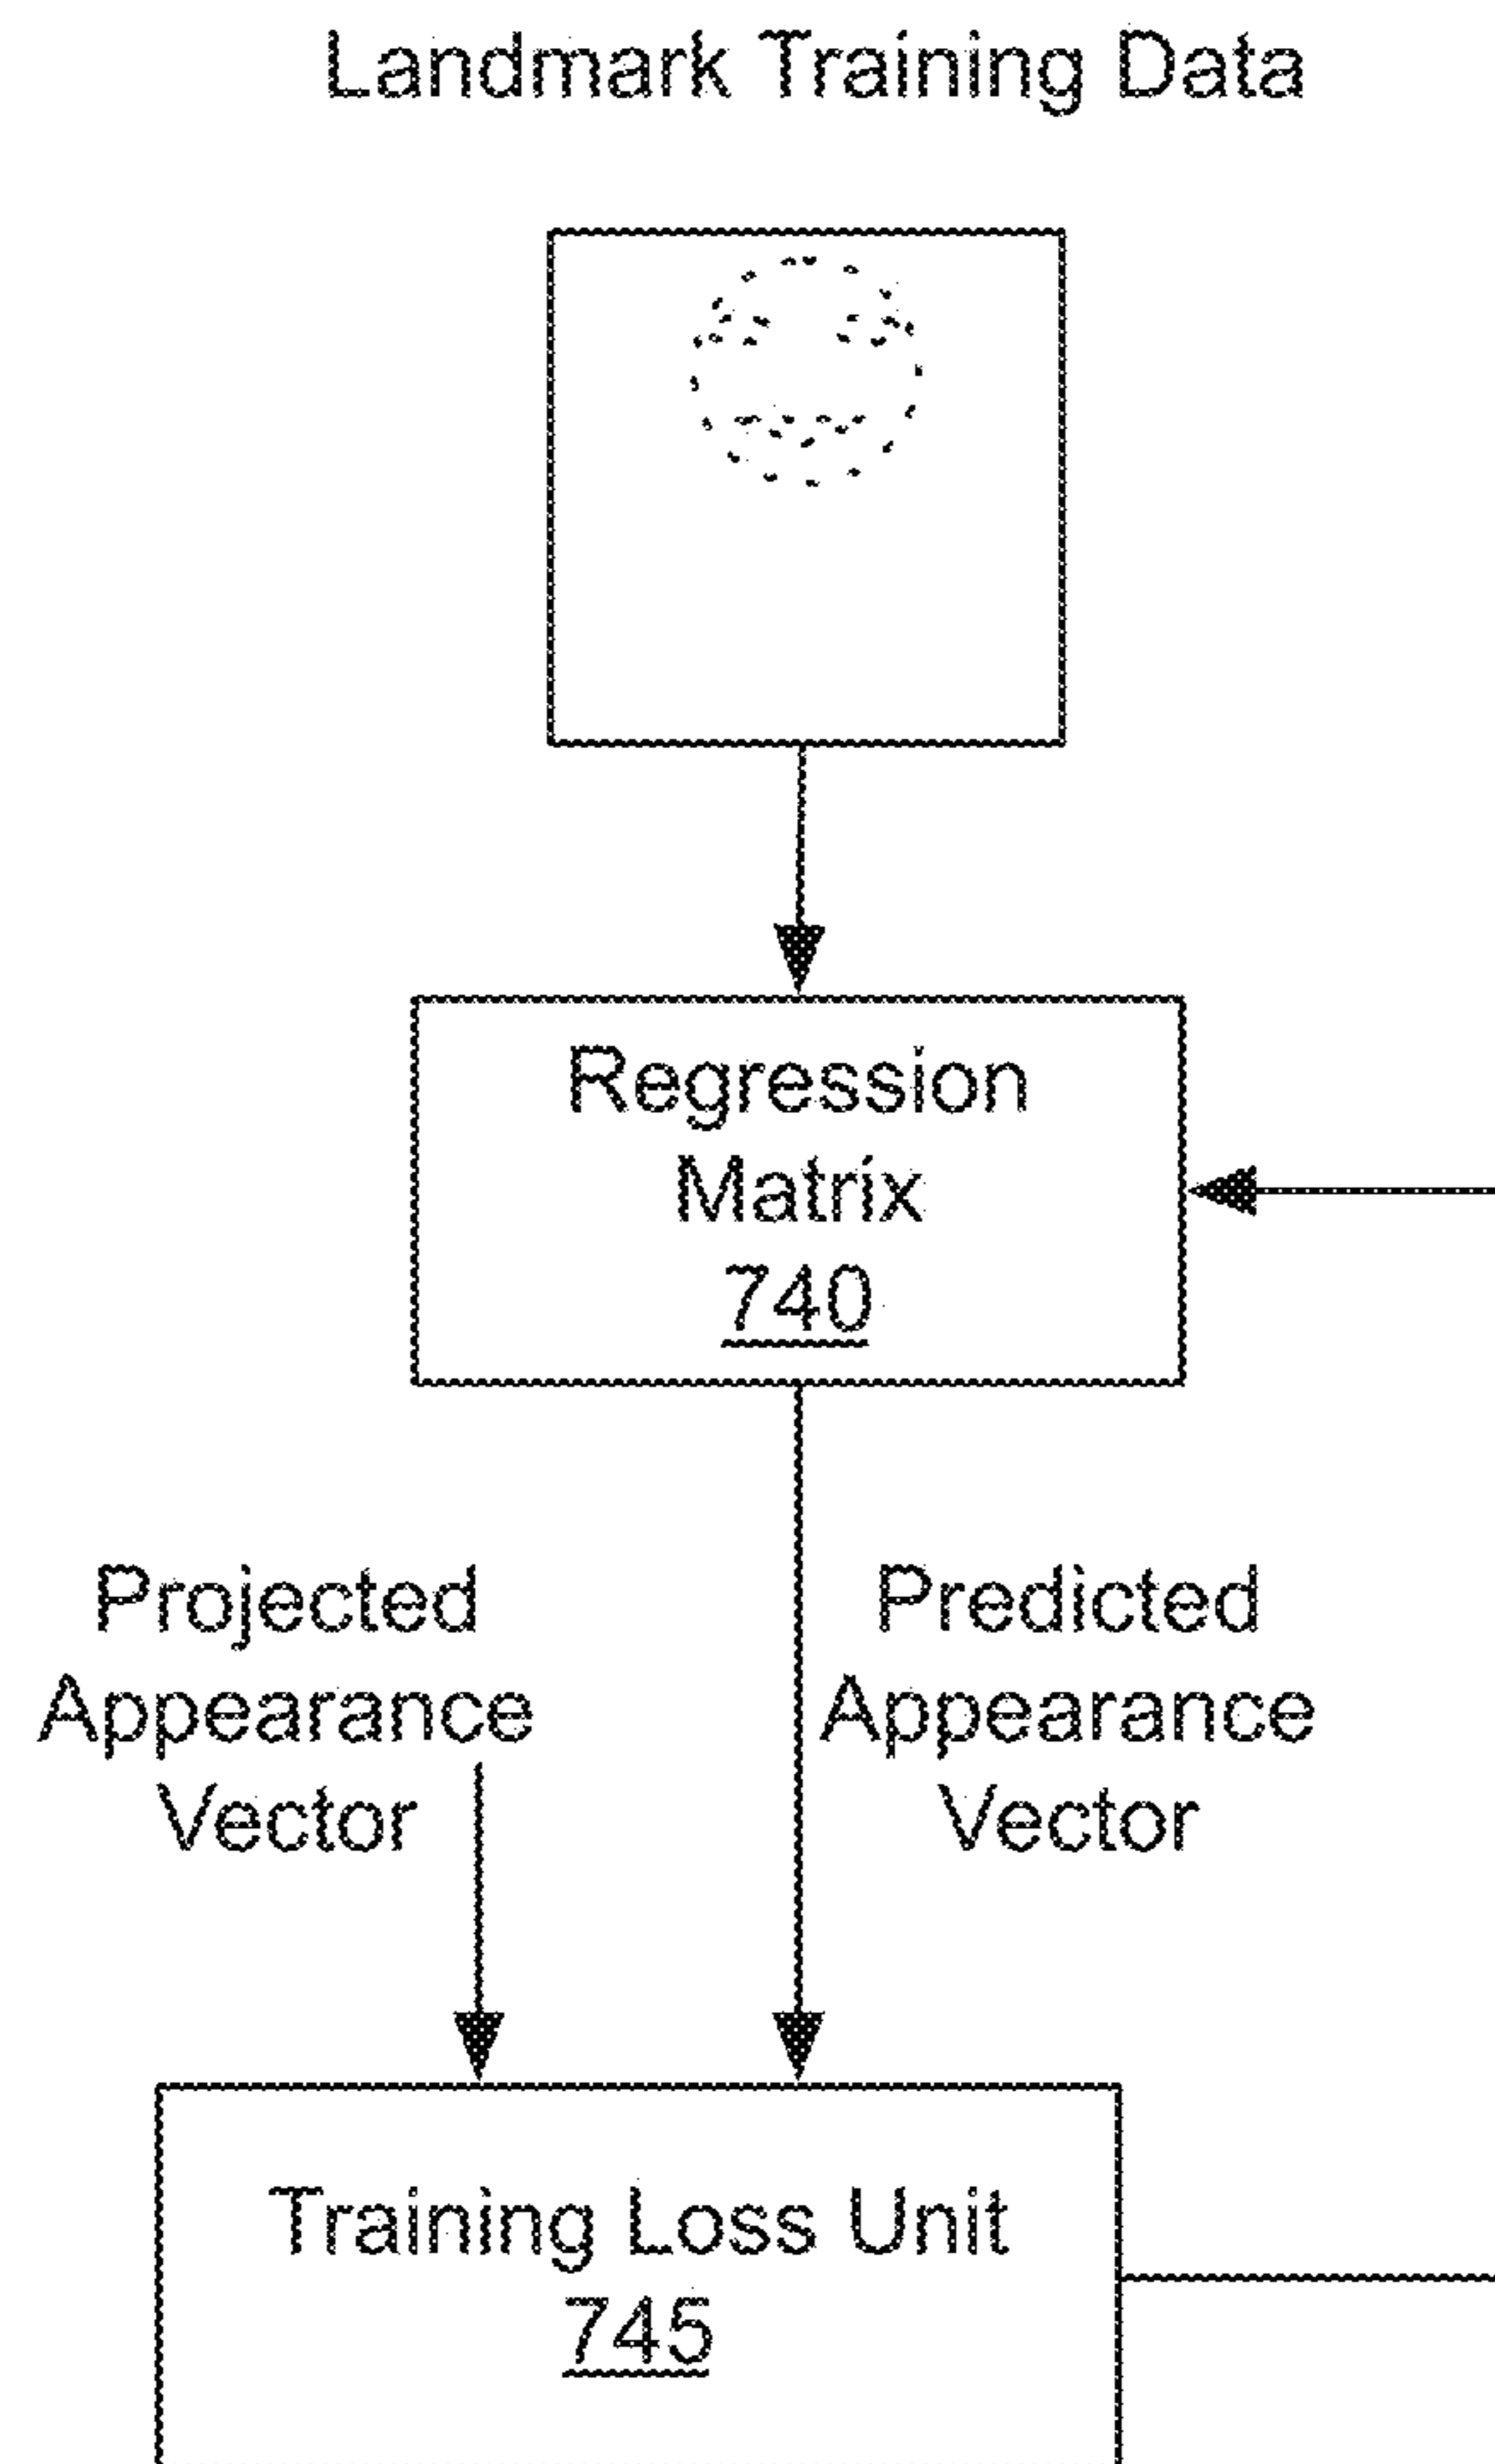 Landmark Training Data
Regression
Matrix
740
Projected
Appearance
Vector
Predicted
Appearance
Vector
Training Loss Unit
745